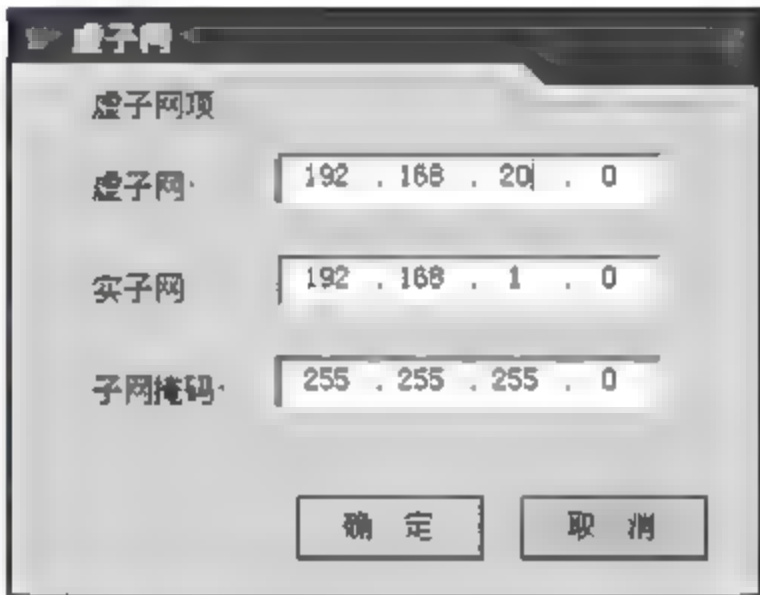 虚子网
虚子网项
虚子网: 192 . 168 . 20 . 0
实子网 192 . 168 . 1 . 0
子网掩码: 255 . 255 . 255 . 0
确 定 取 消